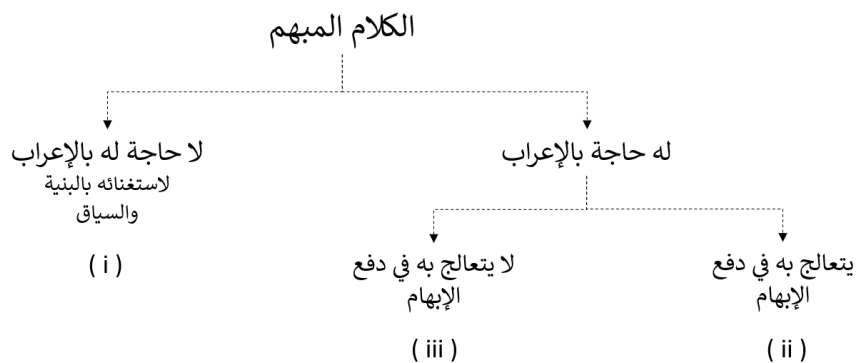 الكلام المبهم
له حاجة بالإعراب
لا حاجة له بالإعراب
لاستغنائه بالبنية
والسياق
( i )
يتعالج به في دفع
الإبهام
( ii )
لا يتعالج به في دفع
الإبهام
( iii )